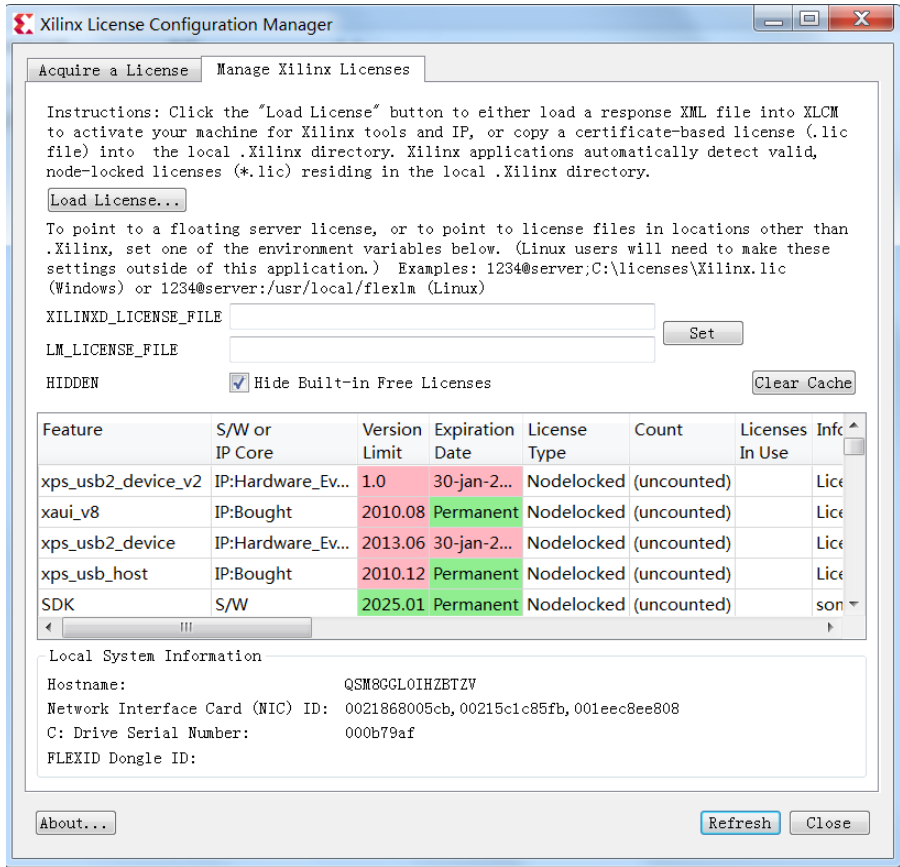 Xilinx License Configuration Manager
Acquire a License Manage Xilinx Licenses
Instructions: Click the "Load License" button to either load a response XML file into XLCM
to activate your machine for Xilinx tools and IP, or copy a certificate-based license (.lic
file) into the local .Xilinx directory. Xilinx applications automatically detect valid,
node-locked licenses (*.lic) residing in the local .Xilinx directory.
Load License...
To point to a floating server license, or to point to license files in locations other than
.Xilinx, set one of the environment variables below. (Linux users will need to make these
settings outside of this application.) Examples: 1234@server;C:\licenses\Xilinx.lic
(Windows) or 1234@server:/usr/local/flexlm (Linux)
XILINXD_LICENSE_FILE
Set
LM_LICENSE_FILE
HIDDEN Hide Built-in Free Licenses Clear Cache
Feature S/W or Version Expiration License Count Licenses Info
IP Core Limit Date Type In Use
xps_usb2_device_v2 IP:Hardware_Ev... 1.0 30-jan-2... Nodelocked (uncounted) Lice
xaui_v8 IP:Bought 2010.08 Permanent Nodelocked (uncounted) Lice
xps_usb2_device IP:Hardware_Ev... 2013.06 30-jan-2... Nodelocked (uncounted) Lice
xps_usb_host IP:Bought 2010.12 Permanent Nodelocked (uncounted) Lice
SDK S/W 2025.01 Permanent Nodelocked (uncounted) son
Local System Information
Hostname: QSM8GGLOIHZBTZV
Network Interface Card (NIC) ID: 0021868005cb,00215c1c85fb,001eec8ee808
C: Drive Serial Number: 000b79af
FLEXID Dongle ID:
About... Refresh Close